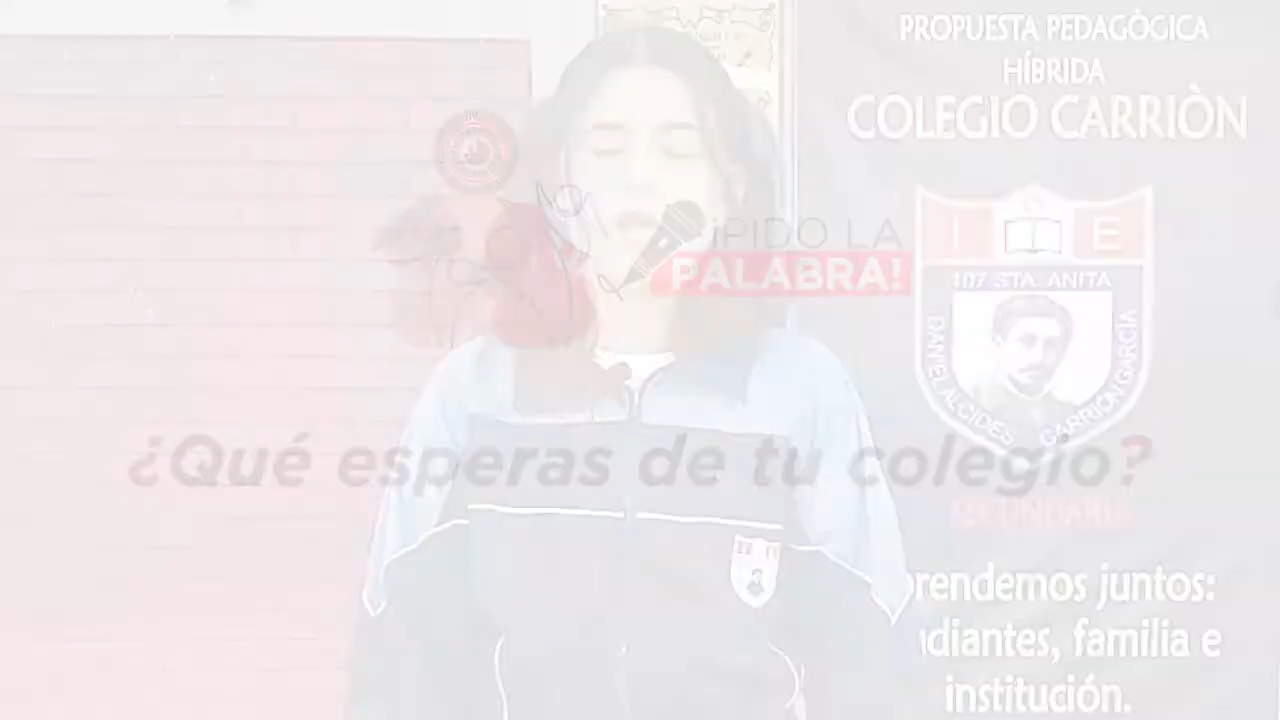 PROPUESTA PEDAGÒGICA
HÍBRIDA
COLEGIO CARRIÒN
¡PIDO LA
PALABRA!
I E
107 STA. ANITA
DANIEL ALCIDES CARRIÓN GARCÍA
¿Qué esperas de tu colegio?
SECUNDARIA
rendemos juntos:
diantes, familia e
institución.